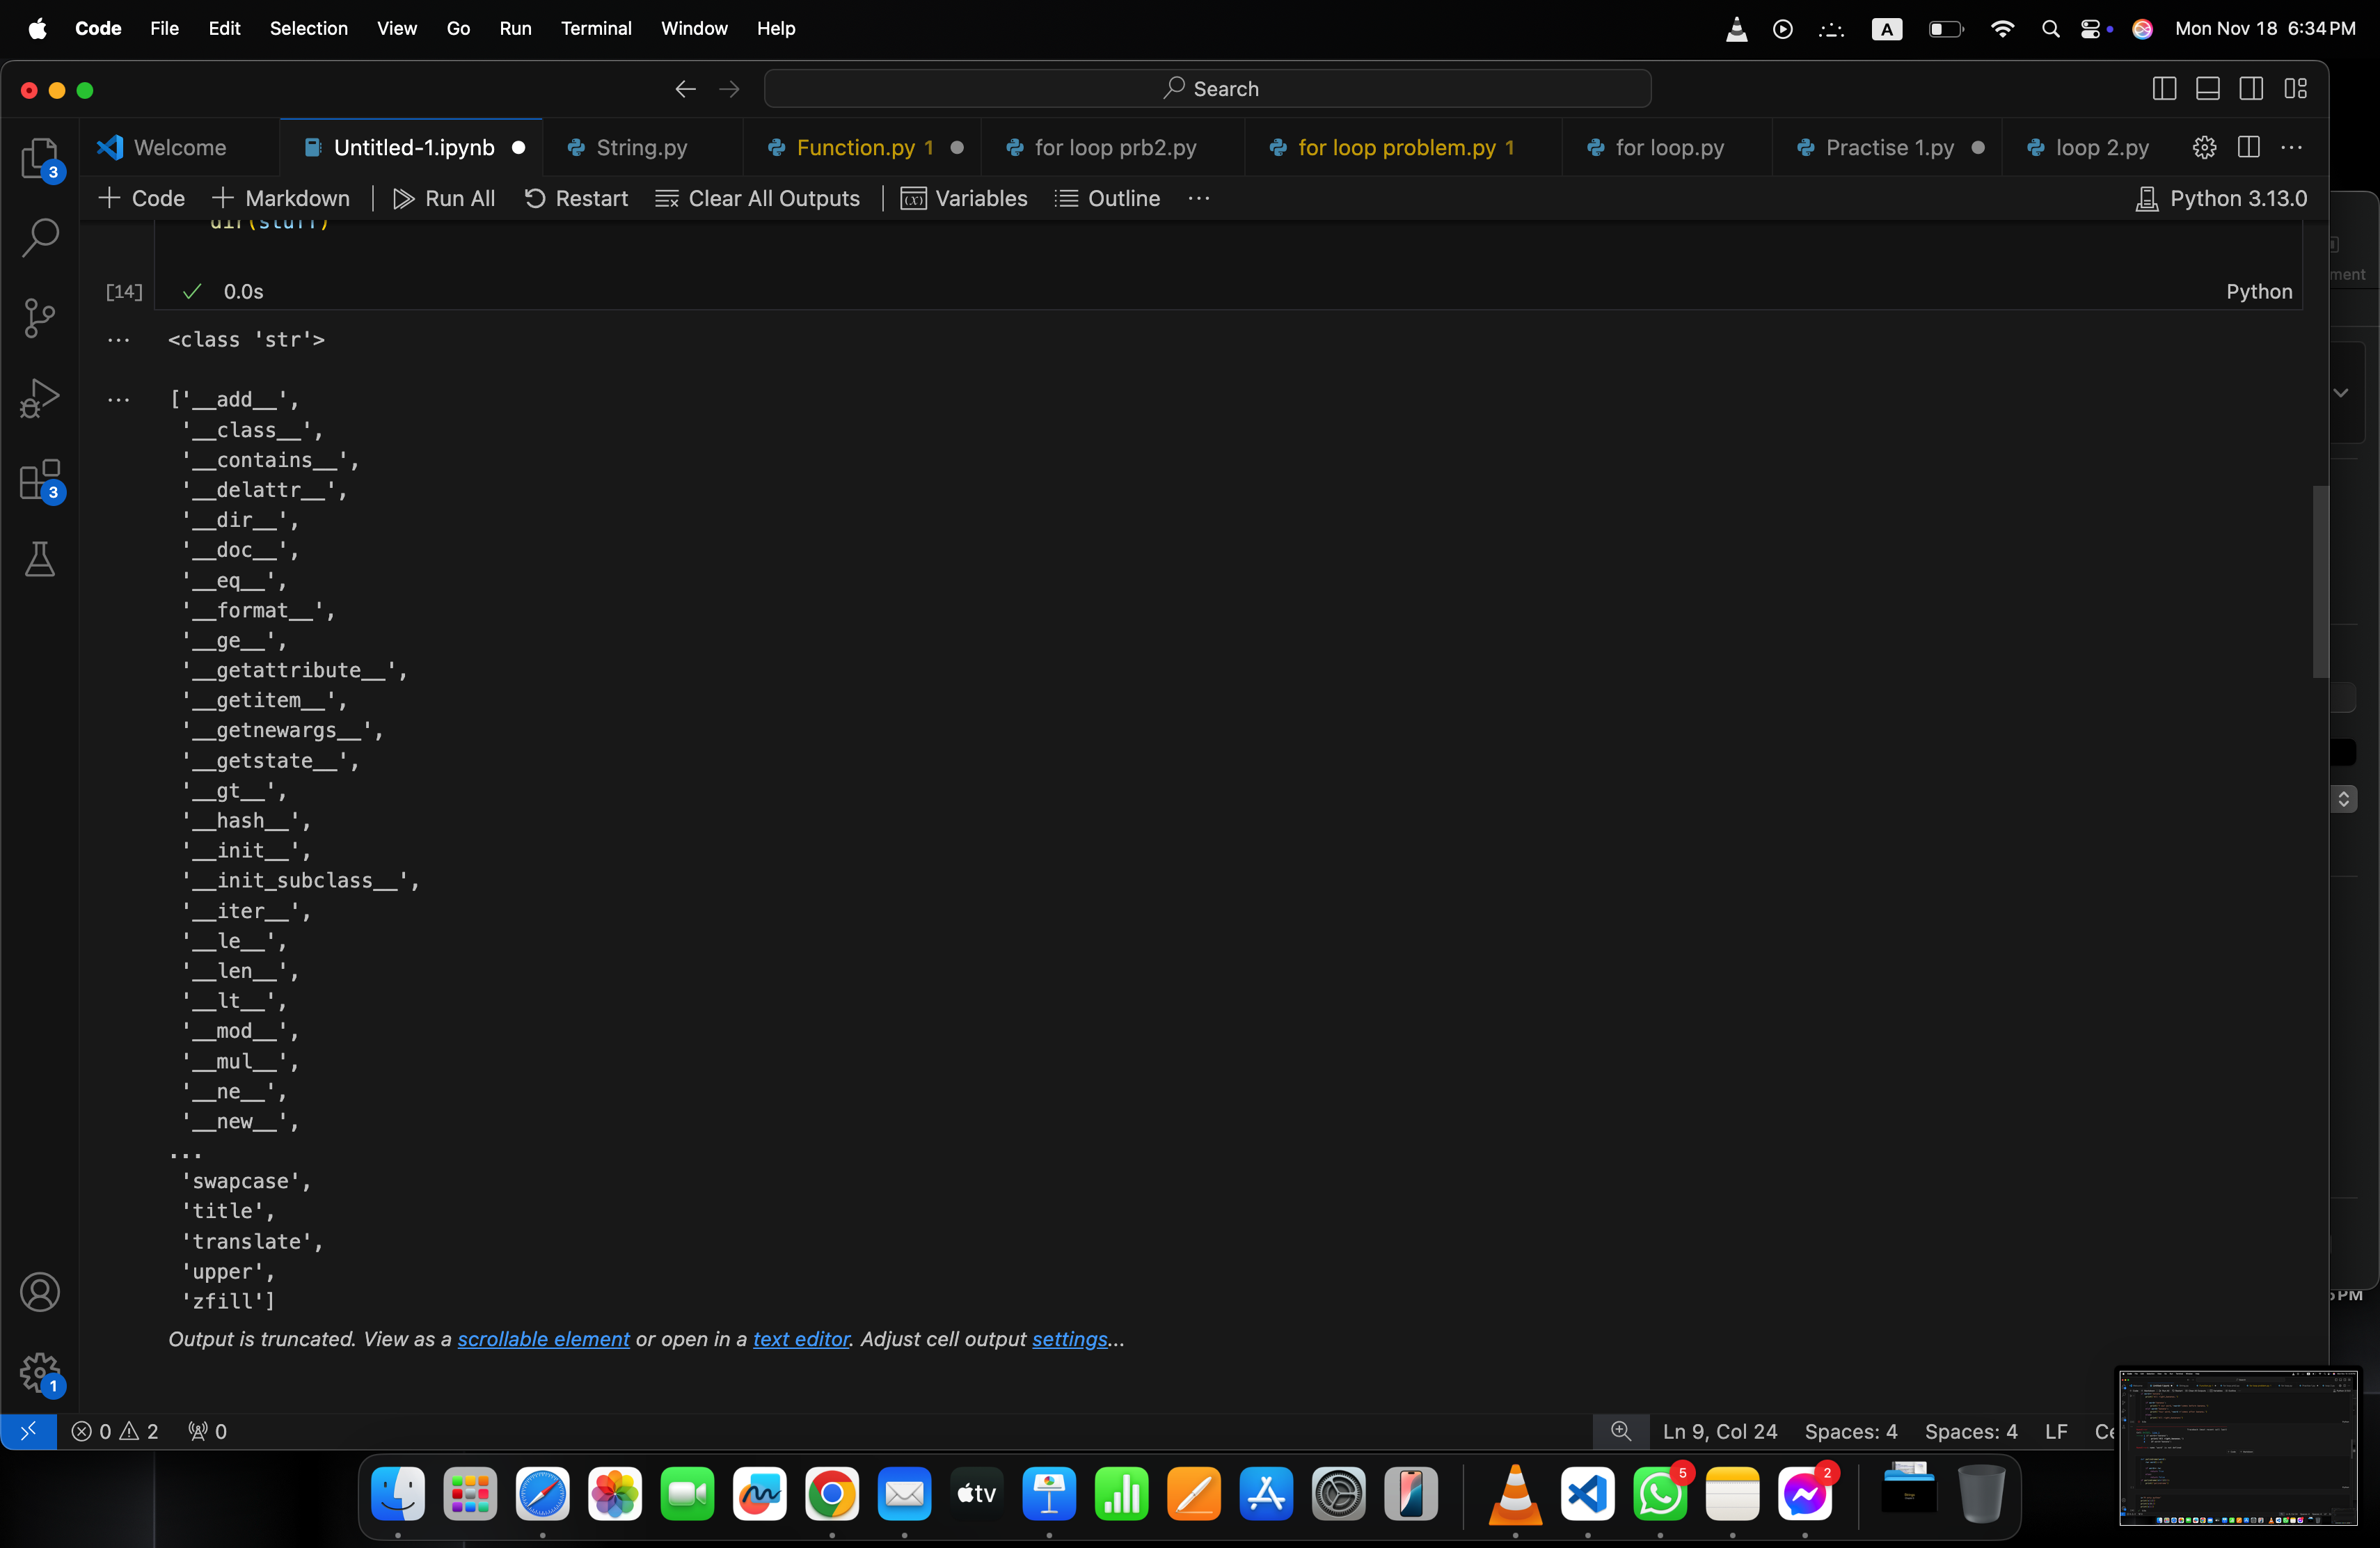 Code File Edit Selection View Go Run Terminal Window Help A Mon Nov 18 6:34 PM
Search
3 Welcome Untitled-1.ipynb String.py Function.py 1 for loop prb2.py for loop problem.py 1 for loop.py Practise 1.py loop 2.py
Code Markdown Run All Restart Clear All Outputs Variables Outline Python 3.13.0
dir(stuff)
ment
[14] 0.0s Python
<class 'str'>
['__add__',
'__class__',
'__contains__',
'__delattr__',
3
'__dir__',
'__doc__',
'__eq__',
'__format__',
'__ge__',
'__getattribute__',
'__getitem__',
'__getnewargs__',
'__getstate__',
'__gt__',
'__hash__',
'__init__',
'__init_subclass__',
'__iter__',
'__le__',
'__len__',
'__lt__',
'__mod__',
'__mul__',
'__ne__',
'__new__',
...
'swapcase',
'title',
'translate',
'upper',
'zfill']
PM
Output is truncated. View as a scrollable element or open in a text editor. Adjust cell output settings...
1
0 2 0 Ln 9, Col 24 Spaces: 4 Spaces: 4 LF Ce
tv 5 2